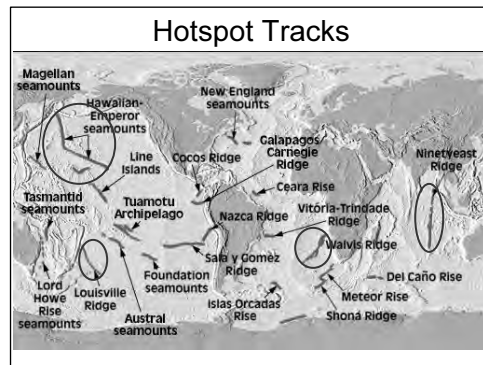 Hotspot Tracks
Magellan
seamounts
Hawaiian-
Emperor
seamounts
New England
seamounts
Galapagos
Carnegie
Ridge
Ninetyeast
Ridge
Line
Islands
Cocos Ridge
Ceara Rise
Tasmantid
seamounts
Tuamotu
Archipelago
Nazca Ridge
Vitória-Trindade
Ridge
Walvis Ridge
Sala y Gomèz
Ridge
Foundation
seamounts
Del Caño Rise
Lord
Howe
Rise
seamounts
Louisville
Ridge
Austral
seamounts
Islas Orcadas
Rise
Meteor Rise
Shona Ridge